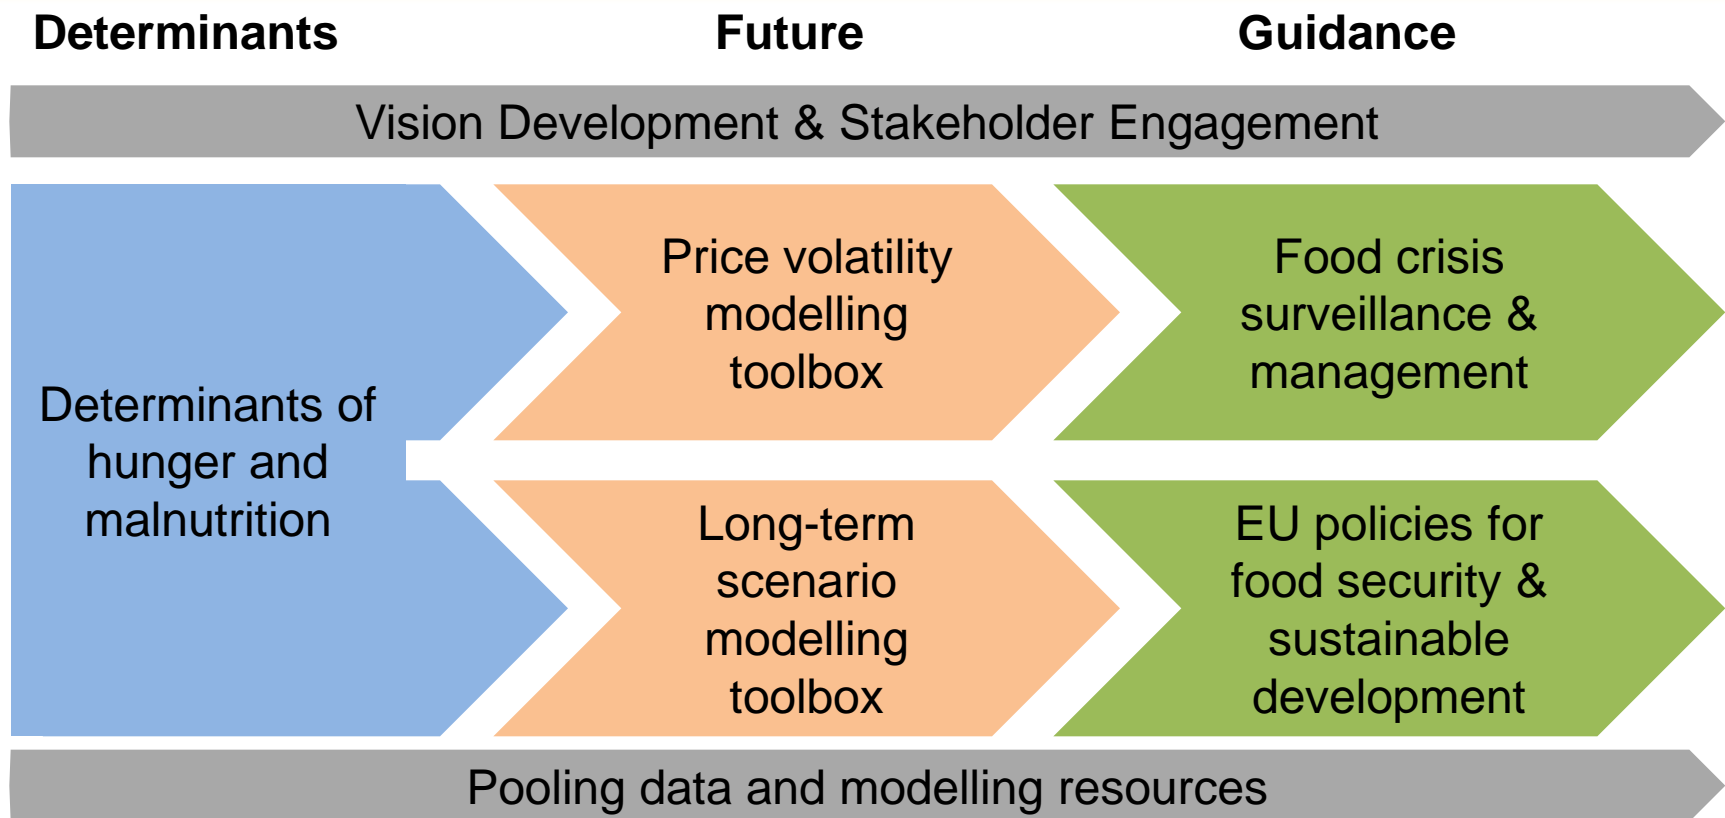 Determinants
Future
Guidance
Vision Development & Stakeholder Engagement
Determinants of
hunger and
malnutrition
Price volatility
modelling
toolbox
Food crisis
surveillance &
management
Long-term
scenario
modelling
toolbox
EU policies for
food security &
sustainable
development
Pooling data and modelling resources